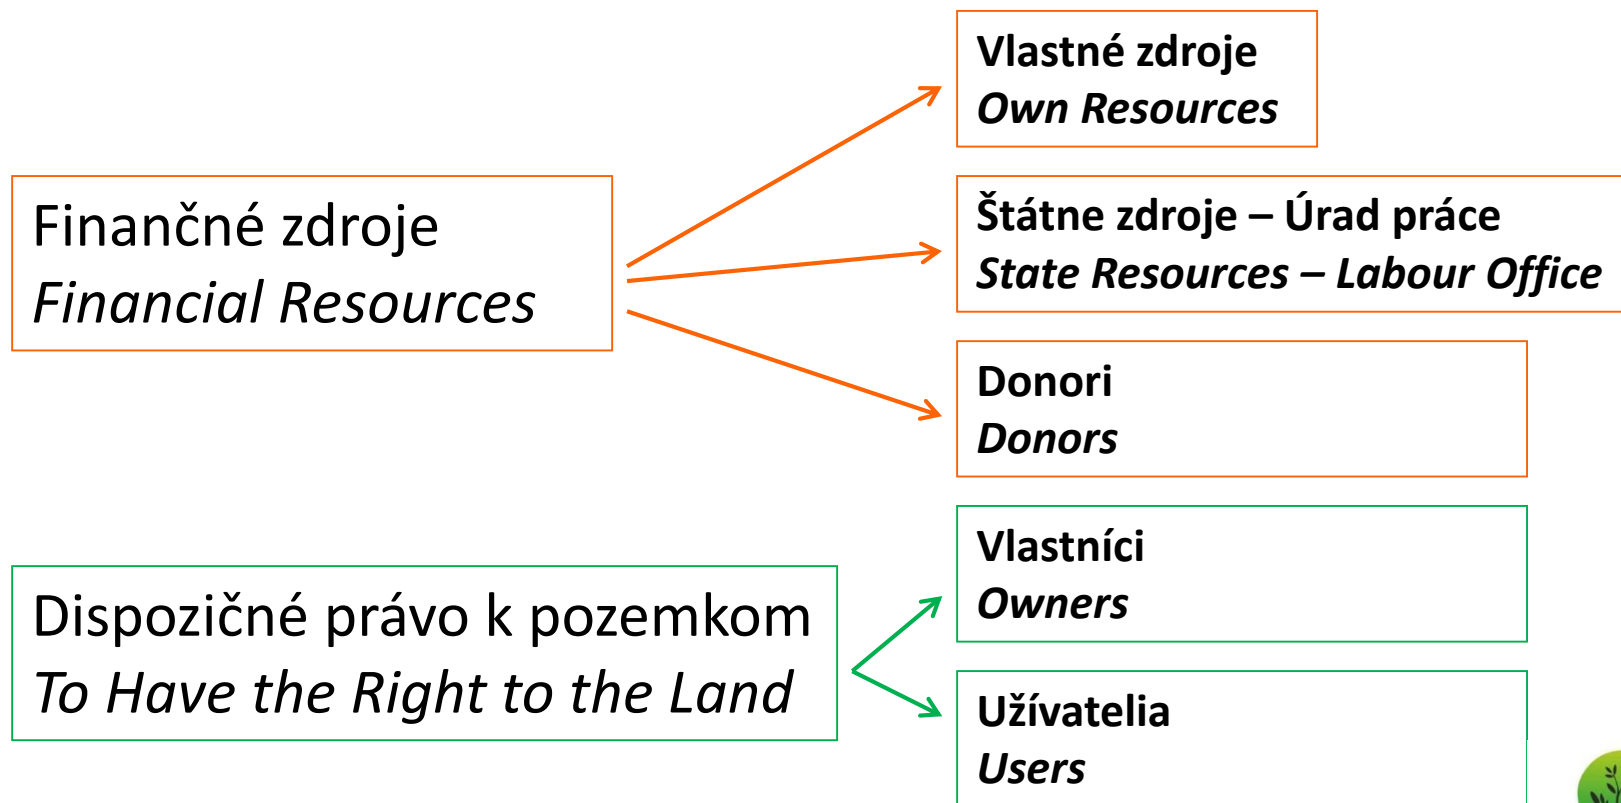 Finančné zdroje
Financial Resources
Vlastné zdroje
Own Resources
Štátne zdroje – Úrad práce
State Resources – Labour Office
Donori
Donors
Dispozičné právo k pozemkom
To Have the Right to the Land
Vlastníci
Owners
Užívatelia
Users